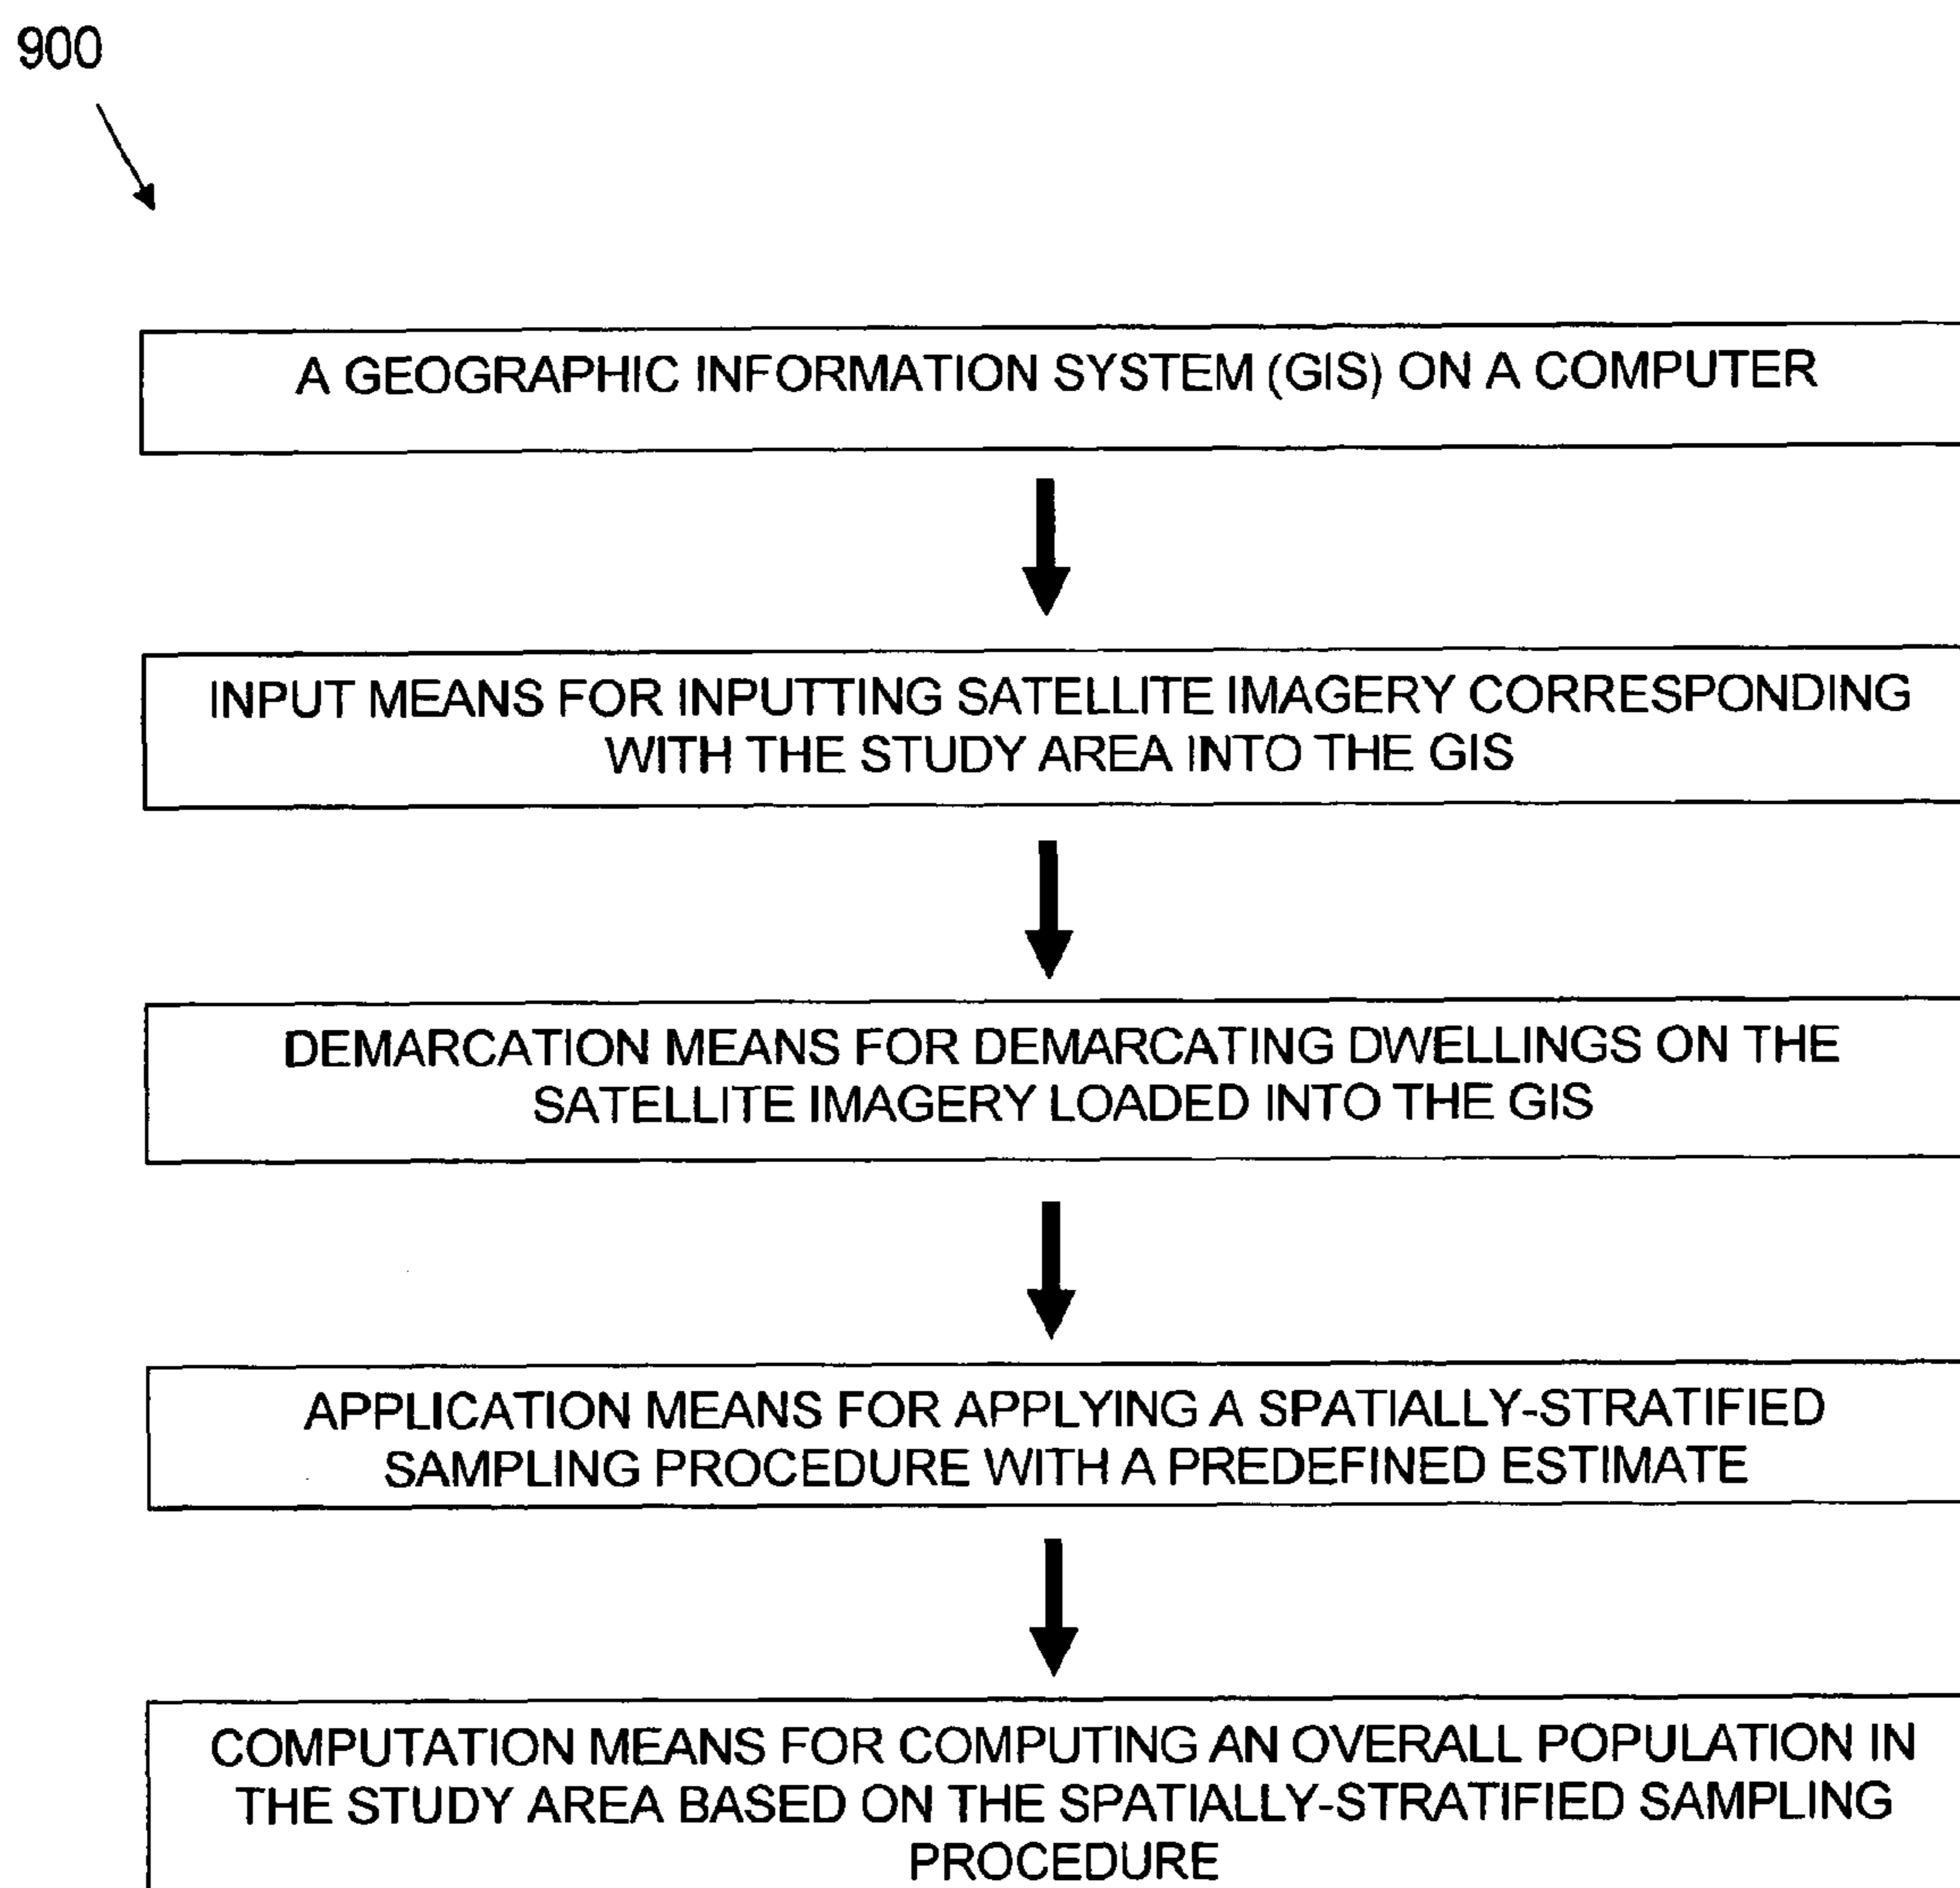 900
A GEOGRAPHIC INFORMATION SYSTEM (GIS) ON A COMPUTER
INPUT MEANS FOR INPUTTING SATELLITE IMAGERY CORRESPONDING
WITH THE STUDY AREA INTO THE GIS
DEMARCATION MEANS FOR DEMARCATING DWELLINGS ON THE
SATELLITE IMAGERY LOADED INTO THE GIS
APPLICATION MEANS FOR APPLYING A SPATIALLY-STRATIFIED
SAMPLING PROCEDURE WITH A PREDEFINED ESTIMATE
COMPUTATION MEANS FOR COMPUTING AN OVERALL POPULATION IN
THE STUDY AREA BASED ON THE SPATIALLY-STRATIFIED SAMPLING
PROCEDURE